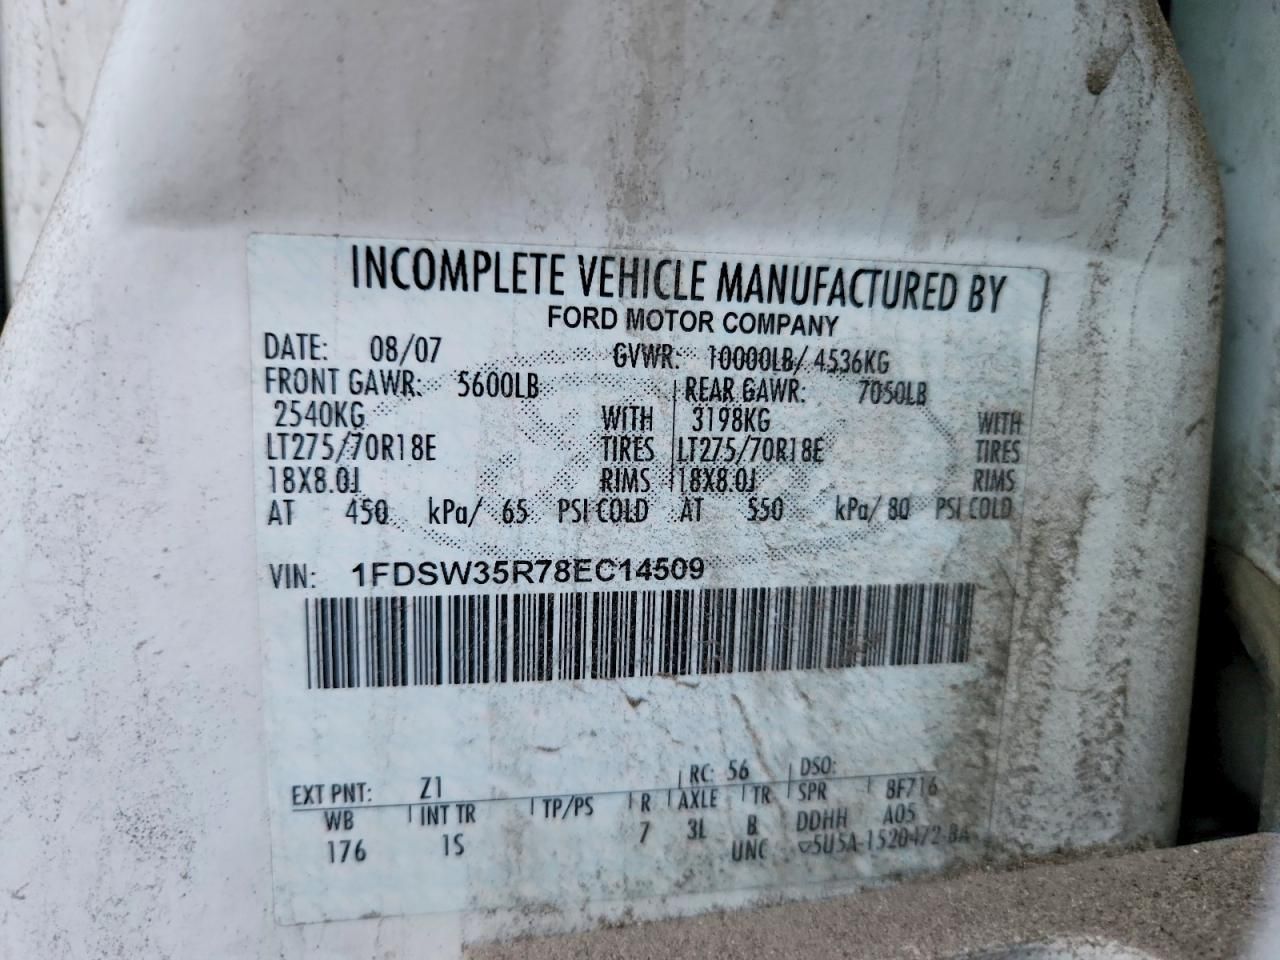 INCOMPLETE VEHICLE MANUFACTURED BY
FORD MOTOR COMPANY
DATE: 08/07 GVWR: 10000LB/ 4536KG
FRONT GAWR: 5600LB REAR GAWR: 7050LB
2540KG WITH 3198KG WITH
LT275/70R18E TIRES LT275/70R18E TIRES
18X8.0J RIMS 18X8.0J RIMS
AT 450 kPa/ 65 PSI COLD AT 550 kPa/ 80 PSI COLD
VIN: 1FDSW35R78EC14509
EXT PNT: Z1 RC: 56 DSO:
WB INT TR TP/PS R AXLE TR SPR 8F716
176 1S 7 3L B DDHH A05
UNC 5U5A-1520472-BA